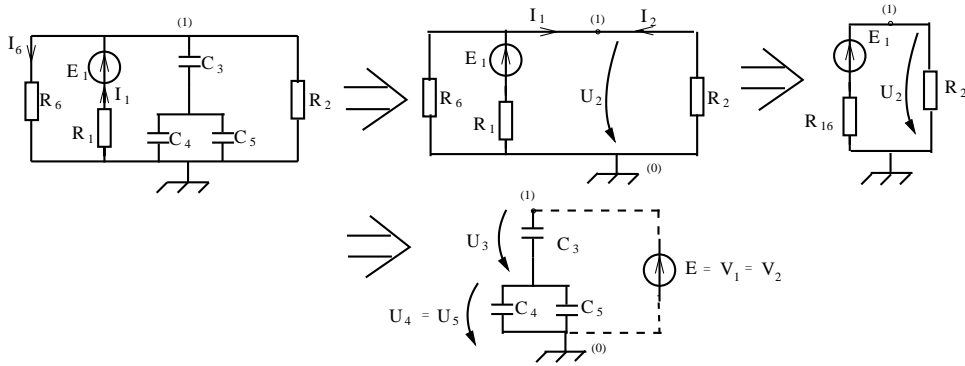 (1)
I6
E1
I1
R6
R1
C3
C4
C5
R2
I1
(1)
I2
E1
R6
R1
U2
R2
(0)
(1)
E1
U2
R2
R16
(1)
U3
C3
E = V1 = V2
U4 = U5
C4
C5
(0)